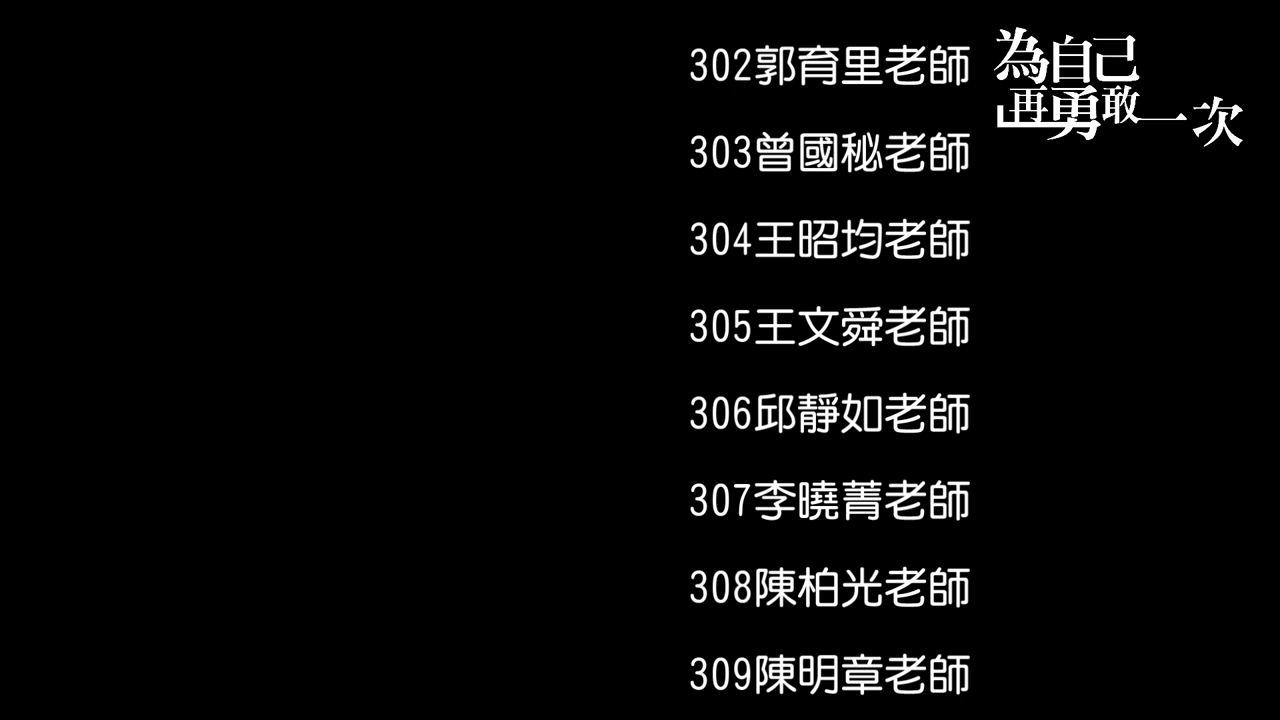 302郭育里老師
303曾國秘老師
304王昭均老師
305王文舜老師
306邱靜如老師
307李曉菁老師
308陳柏光老師
309陳明章老師
為自己
再勇敢一次